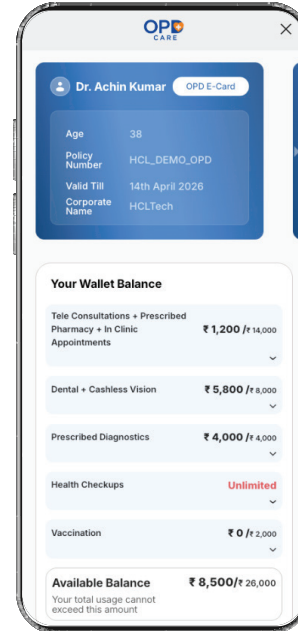 OPD
CARE
Dr. Achin Kumar OPD E-Card
Age 38
Policy
Number HCL_DEMO_OPD
Valid Till 14th April 2026
Corporate
Name HCLTech
Your Wallet Balance
Tele Consultations + Prescribed
Pharmacy + In Clinic ₹ 1,200 /₹ 14,000
Appointments
Dental + Cashless Vision ₹ 5,800 /₹ 8,000
Prescribed Diagnostics ₹ 4,000 /₹ 4,000
Health Checkups Unlimited
Vaccination ₹ 0 /₹ 2,000
Available Balance ₹ 8,500/₹ 26,000
Your total usage cannot
exceed this amount